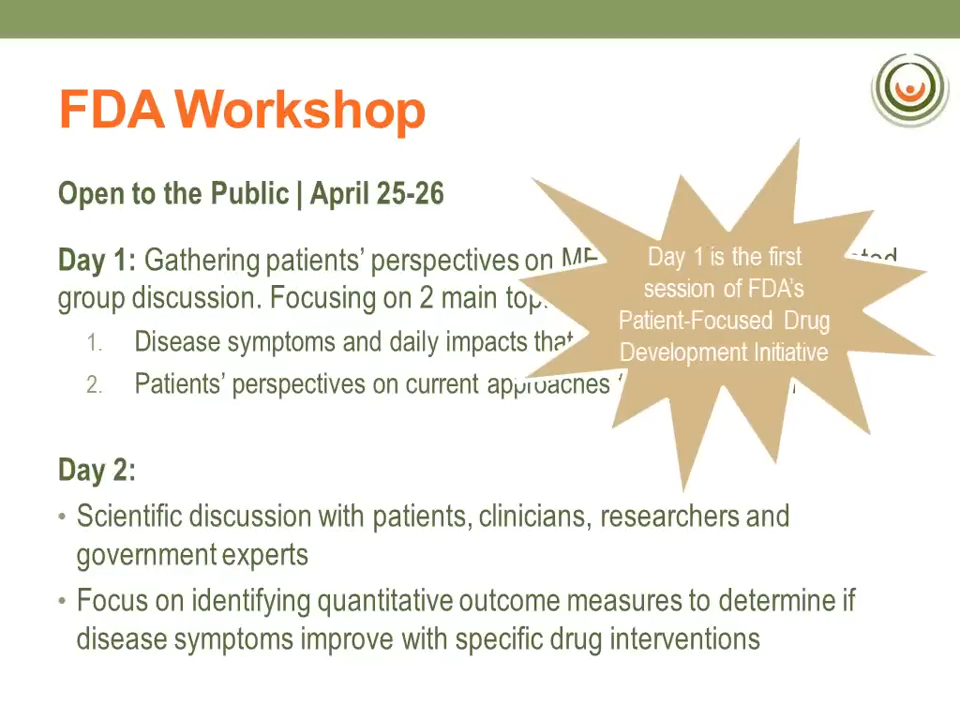 FDA Workshop
Open to the Public | April 25-26
Day 1: Gathering patients’ perspectives on
group discussion. Focusing on 2 main
1. Disease symptoms and daily impacts that
2. Patients’ perspectives on current approaches
Day 1 is the first
session of FDA’s
Patient-Focused Drug
Development Initiative
Day 2:
• Scientific discussion with patients, clinicians, researchers and
government experts
• Focus on identifying quantitative outcome measures to determine if
disease symptoms improve with specific drug interventions